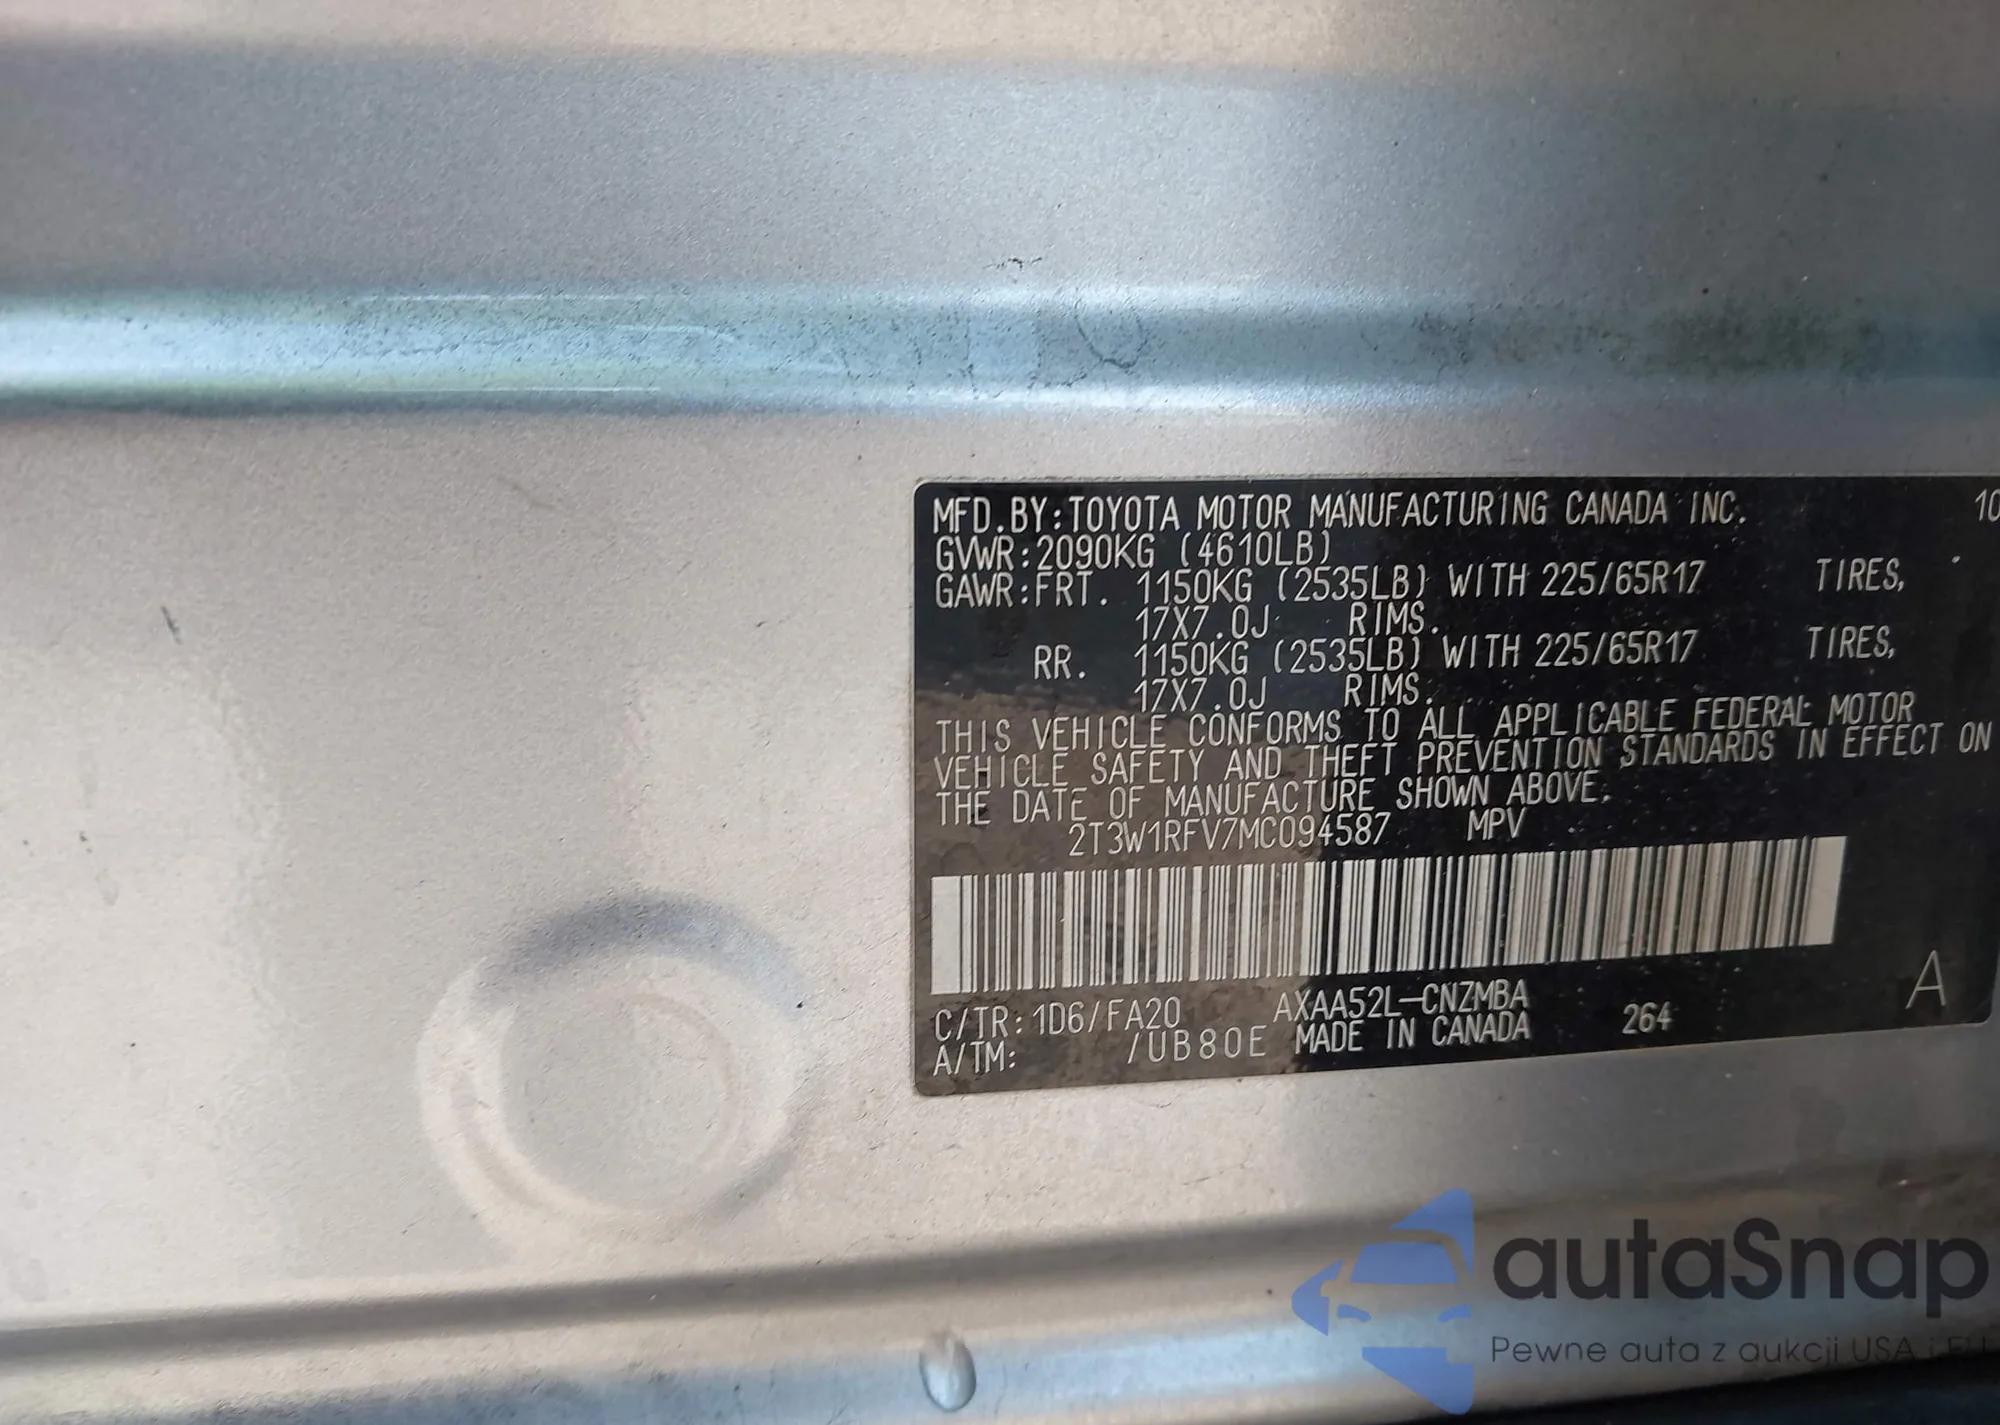 MFD.BY:TOYOTA MOTOR MANUFACTURING CANADA INC. 10
GVWR:2090KG (4610LB)
GAWR:FRT. 1150KG (2535LB) WITH 225/65R17 TIRES,
17X7.0J RIMS.
RR. 1150KG (2535LB) WITH 225/65R17 TIRES,
17X7.0J RIMS.
THIS VEHICLE CONFORMS TO ALL APPLICABLE FEDERAL MOTOR
VEHICLE SAFETY AND THEFT PREVENTION STANDARDS IN EFFECT ON
THE DATE OF MANUFACTURE SHOWN ABOVE.
2T3W1RFV7MC094587 MPV
C/TR:1D6/FA20 AXAA52L-CNZMBA 264 A
A/TM: /UB80E MADE IN CANADA
autaSnap
Pewne auta z aukcji USA i EU